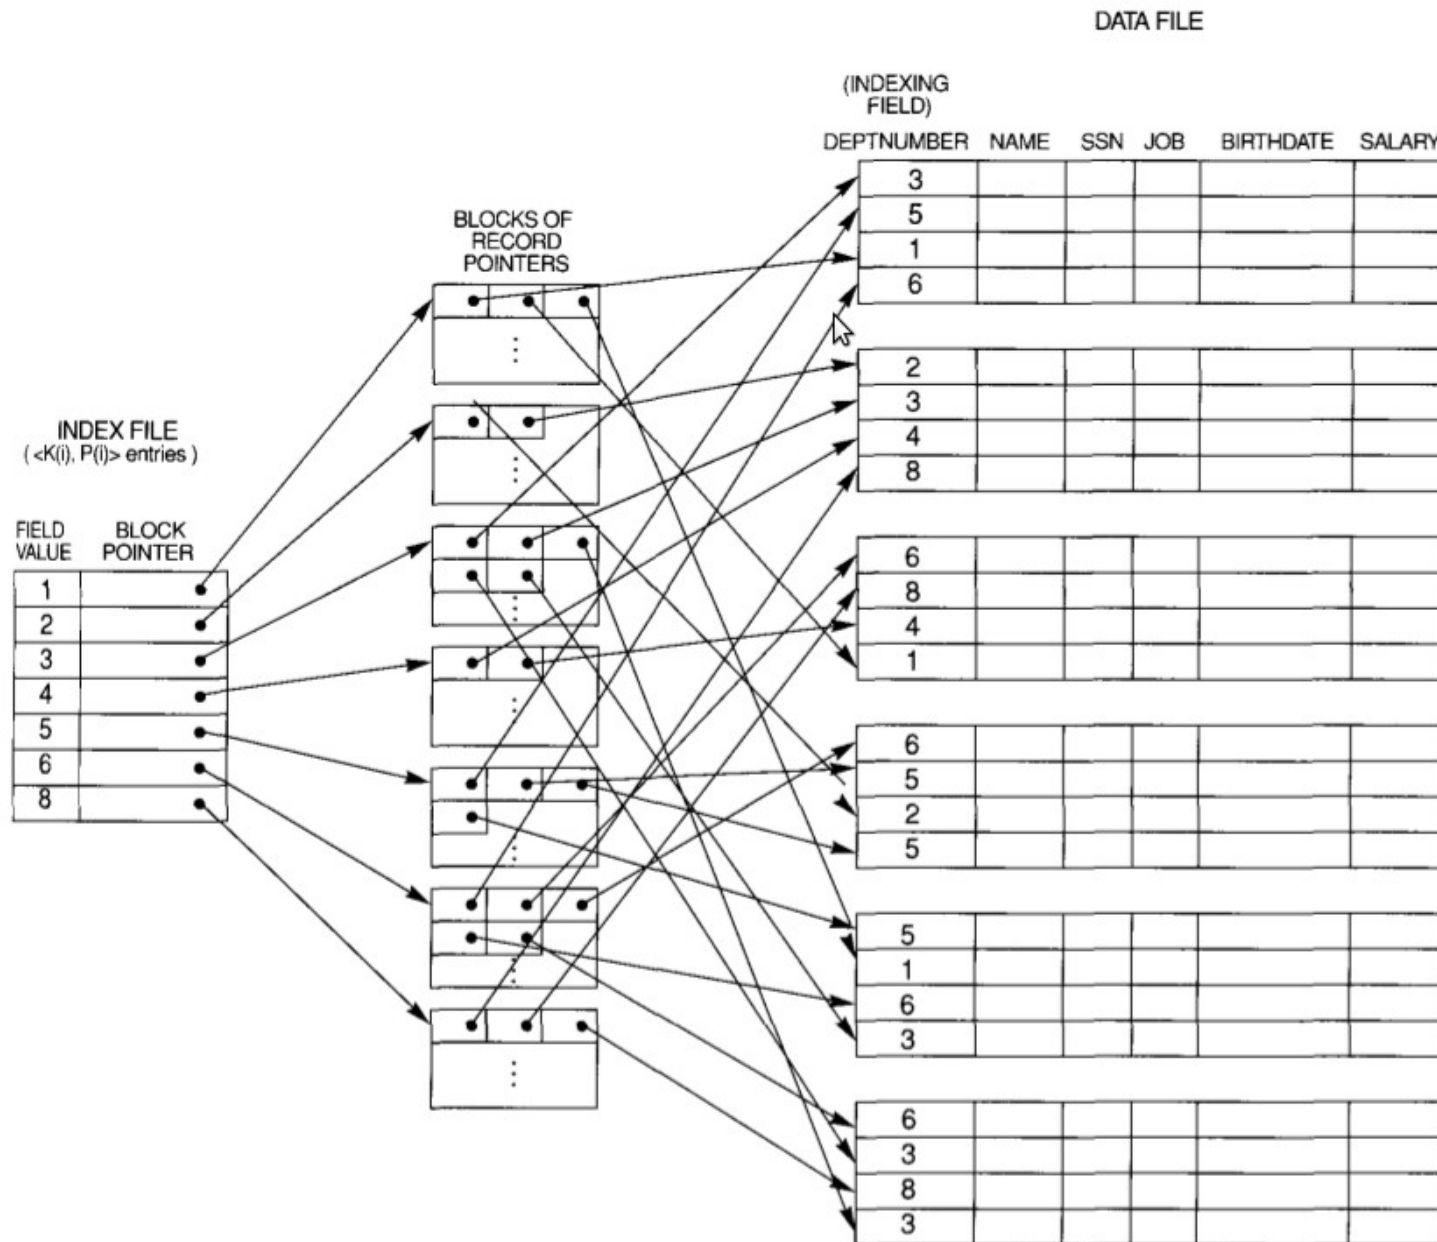 DATA FILE
(INDEXING
FIELD)
DEPTNUMBER NAME SSN JOB BIRTHDATE SALARY
3
5
1
6
2
3
4
8
6
8
4
1
6
5
2
5
5
1
6
3
6
3
8
3
BLOCKS OF
RECORD
POINTERS
INDEX FILE
( <K(i), P(i)> entries )
FIELD
VALUE
BLOCK
POINTER
1
2
3
4
5
6
8